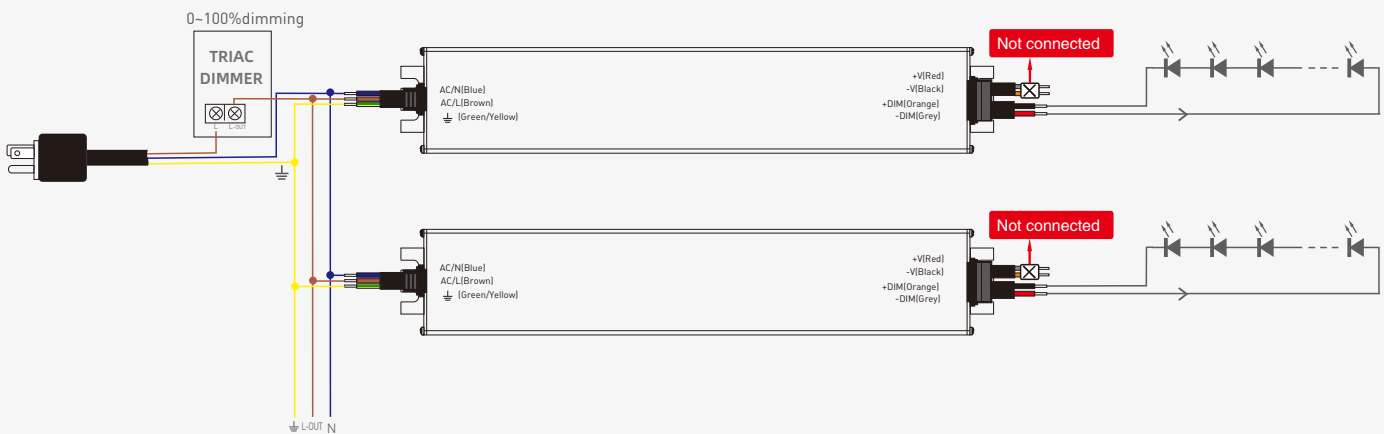 0~100%dimming
TRIAC
DIMMER
L L-OUT
AC/N(Blue)
AC/L(Brown)
(Green/Yellow)
+V(Red)
-V(Black)
+DIM(Orange)
-DIM(Grey)
Not connected
AC/N(Blue)
AC/L(Brown)
(Green/Yellow)
+V(Red)
-V(Black)
+DIM(Orange)
-DIM(Grey)
Not connected
L-OUT N